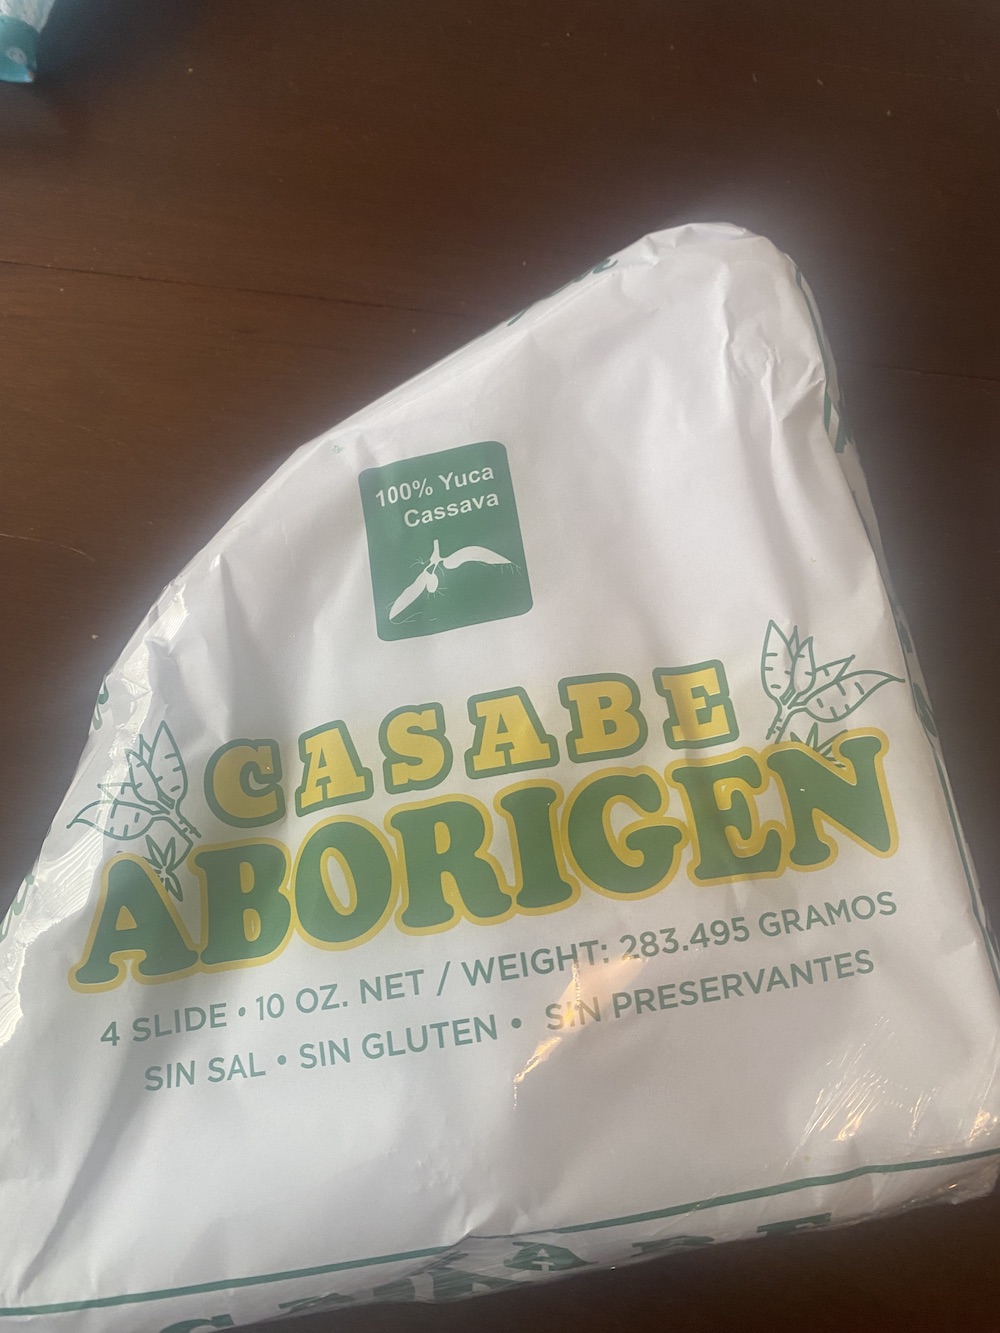 100% Yuca
Cassava
CASABE
ABORIGEN
4 SLIDE • 10 OZ. NET / WEIGHT: 283.495 GRAMOS
SIN SAL • SIN GLUTEN • SIN PRESERVANTES